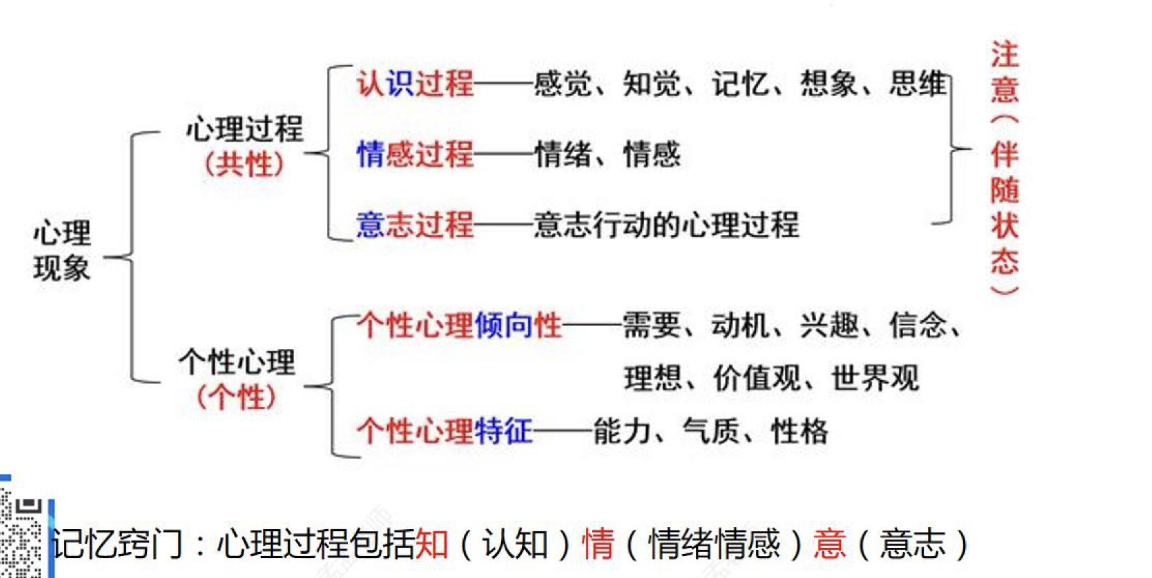 心理现象
心理过程
（共性）
认识过程——感觉、知觉、记忆、想象、思维
情感过程——情绪、情感
意志过程——意志行动的心理过程
注意（伴随状态）
个性心理
（个性）
个性心理倾向性——需要、动机、兴趣、信念、
理想、价值观、世界观
个性心理特征——能力、气质、性格
记忆窍门：心理过程包括知（认知）情（情绪情感）意（意志）